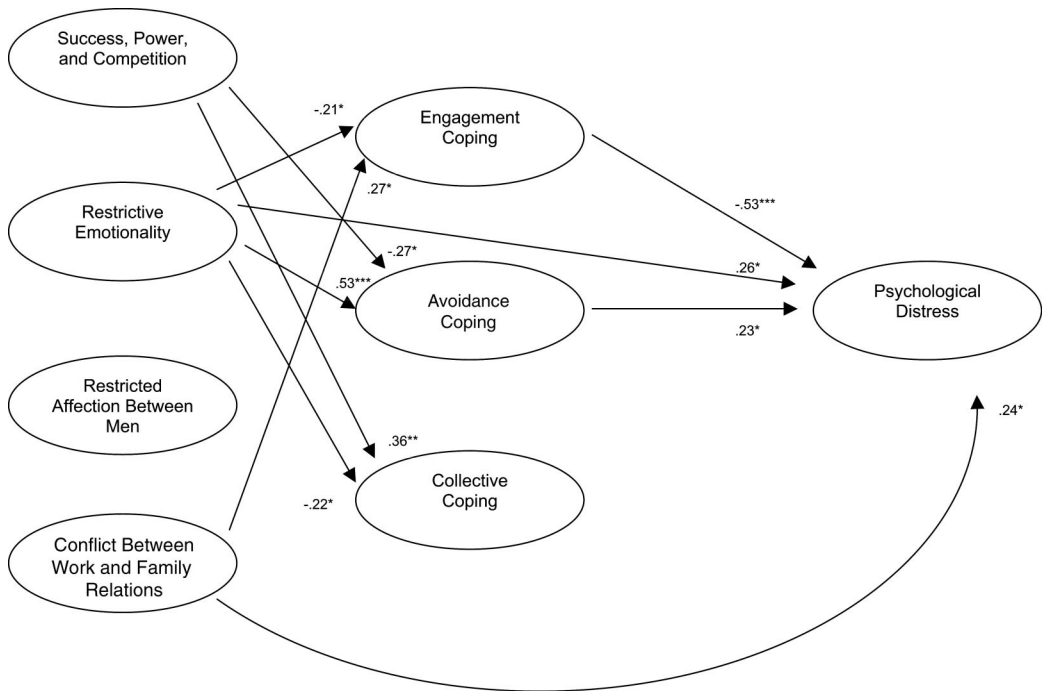 Success, Power,
and Competition
-.21*
Engagement
Coping
.27*
Restrictive
Emotionality
-.53***
-.27*
.53***
.26*
Avoidance
Coping
Psychological
Distress
.23*
Restricted
Affection Between
Men
.24*
.36**
Collective
Coping
-.22*
Conflict Between
Work and Family
Relations